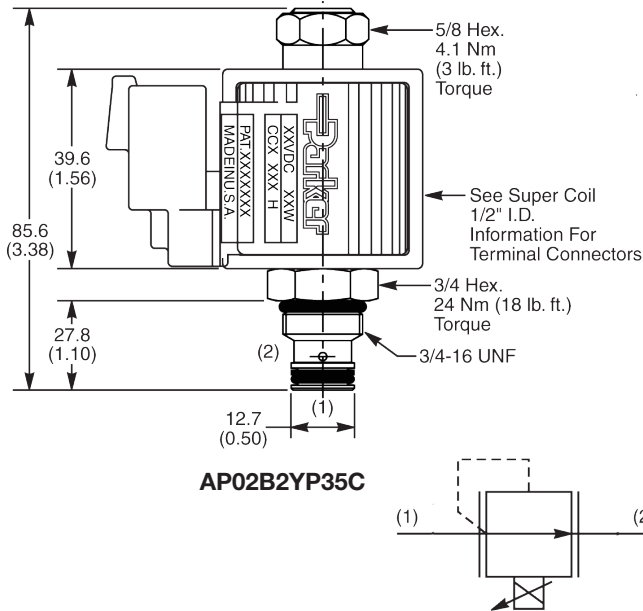 5/8 Hex.
4.1 Nm
(3 lb. ft.)
Torque
39.6
(1.56)
85.6
(3.38)
Parker
XXVDC XXW
CCX XXX H
PAT.XXXXXXX
MADEINU.S.A.
See Super Coil
1/2" I.D.
Information For
Terminal Connectors
3/4 Hex.
24 Nm (18 lb. ft.)
Torque
27.8
(1.10)
(2)
3/4-16 UNF
(1)
12.7
(0.50)
AP02B2YP35C
(1)
(2